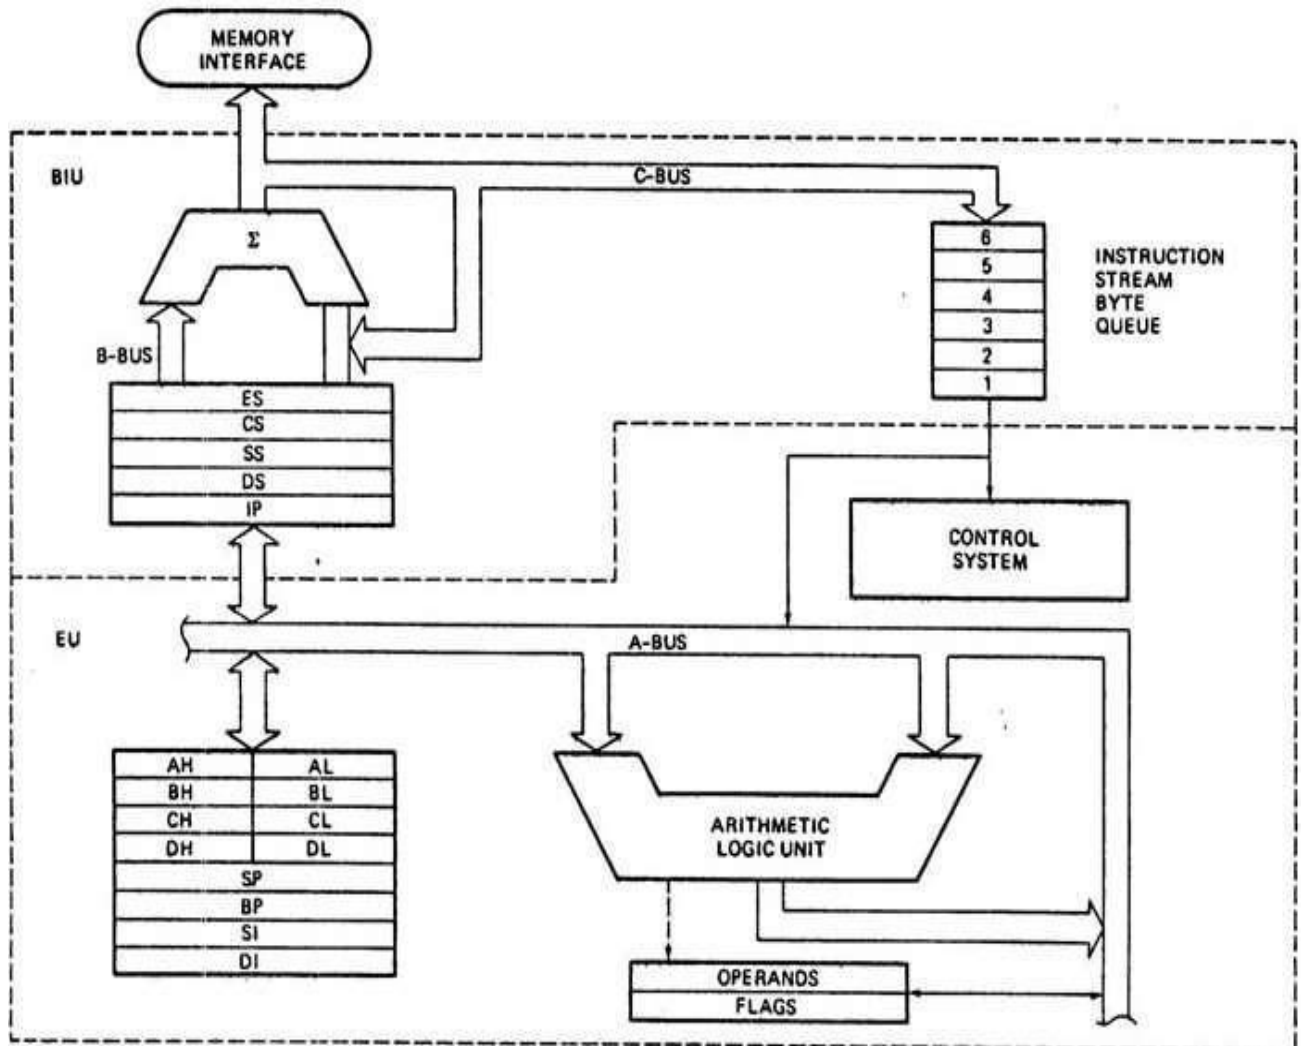 MEMORY
INTERFACE
BIU
C-BUS
Σ
B-BUS
6
5
4
3
2
1
INSTRUCTION
STREAM
BYTE
QUEUE
ES
CS
SS
DS
IP
CONTROL
SYSTEM
EU
A-BUS
AH AL
BH BL
CH CL
DH DL
SP
BP
SI
DI
ARITHMETIC
LOGIC UNIT
OPERANDS
FLAGS